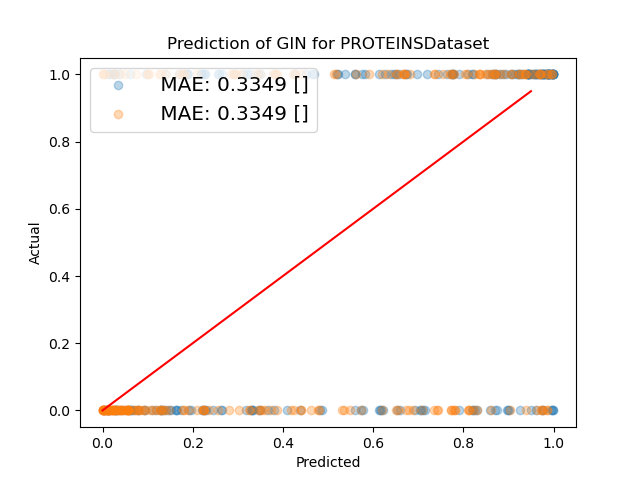 Prediction of GIN for PROTEINSDataset
MAE: 0.3349 []
MAE: 0.3349 []
1.0
0.8
0.6
0.4
0.2
0.0
Actual
0.0 0.2 0.4 0.6 0.8 1.0
Predicted